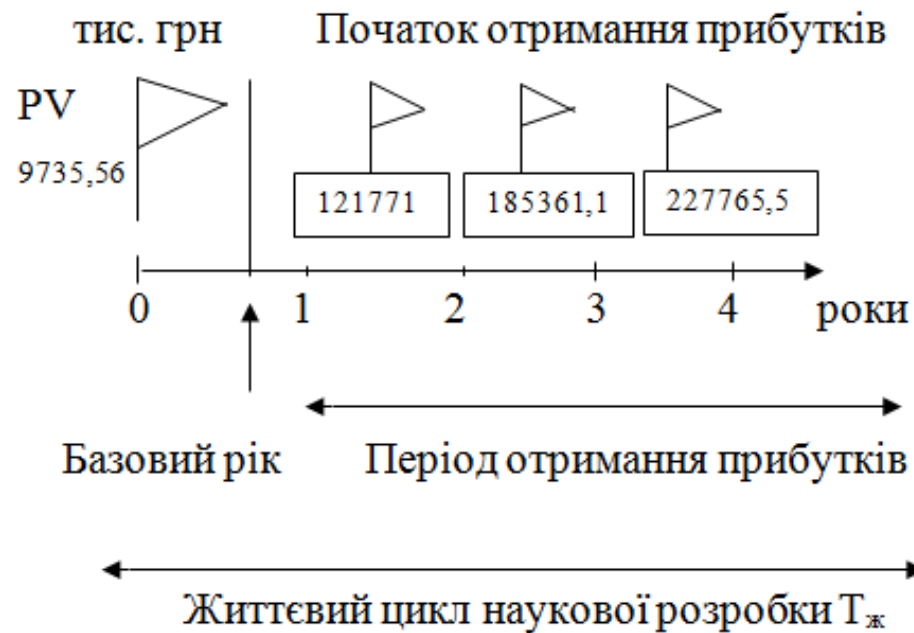 тис. грн Початок отримання прибутків
PV
9735,56
121771 185361,1 227765,5
0 1 2 3 4 роки
Базовий рік Період отримання прибутків
Життєвий цикл наукової розробки Тж